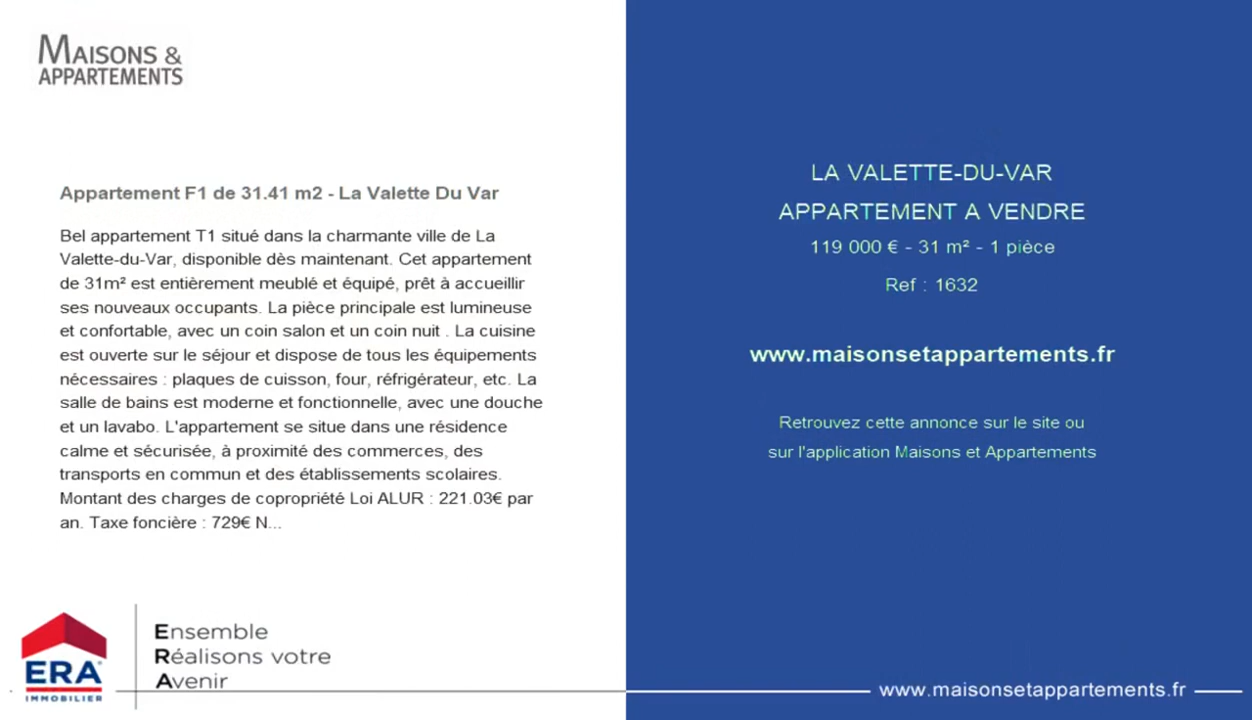 MAISONS &
APPARTEMENTS
Appartement F1 de 31.41 m2 - La Valette Du Var
Bel appartement T1 situé dans la charmante ville de La
Valette-du-Var, disponible dès maintenant. Cet appartement
de 31m² est entièrement meublé et équipé, prêt à accueillir
ses nouveaux occupants. La pièce principale est lumineuse
et confortable, avec un coin salon et un coin nuit . La cuisine
est ouverte sur le séjour et dispose de tous les équipements
nécessaires : plaques de cuisson, four, réfrigérateur, etc. La
salle de bains est moderne et fonctionnelle, avec une douche
et un lavabo. L'appartement se situe dans une résidence
calme et sécurisée, à proximité des commerces, des
transports en commun et des établissements scolaires.
Montant des charges de copropriété Loi ALUR : 221.03€ par
an. Taxe foncière : 729€ N...
ERA
IMMOBILIER
Ensemble
Réalisons votre
Avenir
LA VALETTE-DU-VAR
APPARTEMENT A VENDRE
119 000 € - 31 m² - 1 pièce
Ref : 1632
www.maisonsetappartements.fr
Retrouvez cette annonce sur le site ou
sur l'application Maisons et Appartements
www.maisonsetappartements.fr